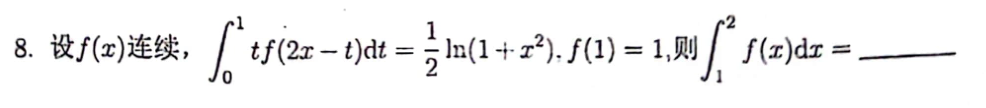 8. 设f(x)连续, ∫₀¹ tf(2x − t)dt = 1/2 ln(1 + x²), f(1) = 1,则 ∫₁² f(x)dx = ______